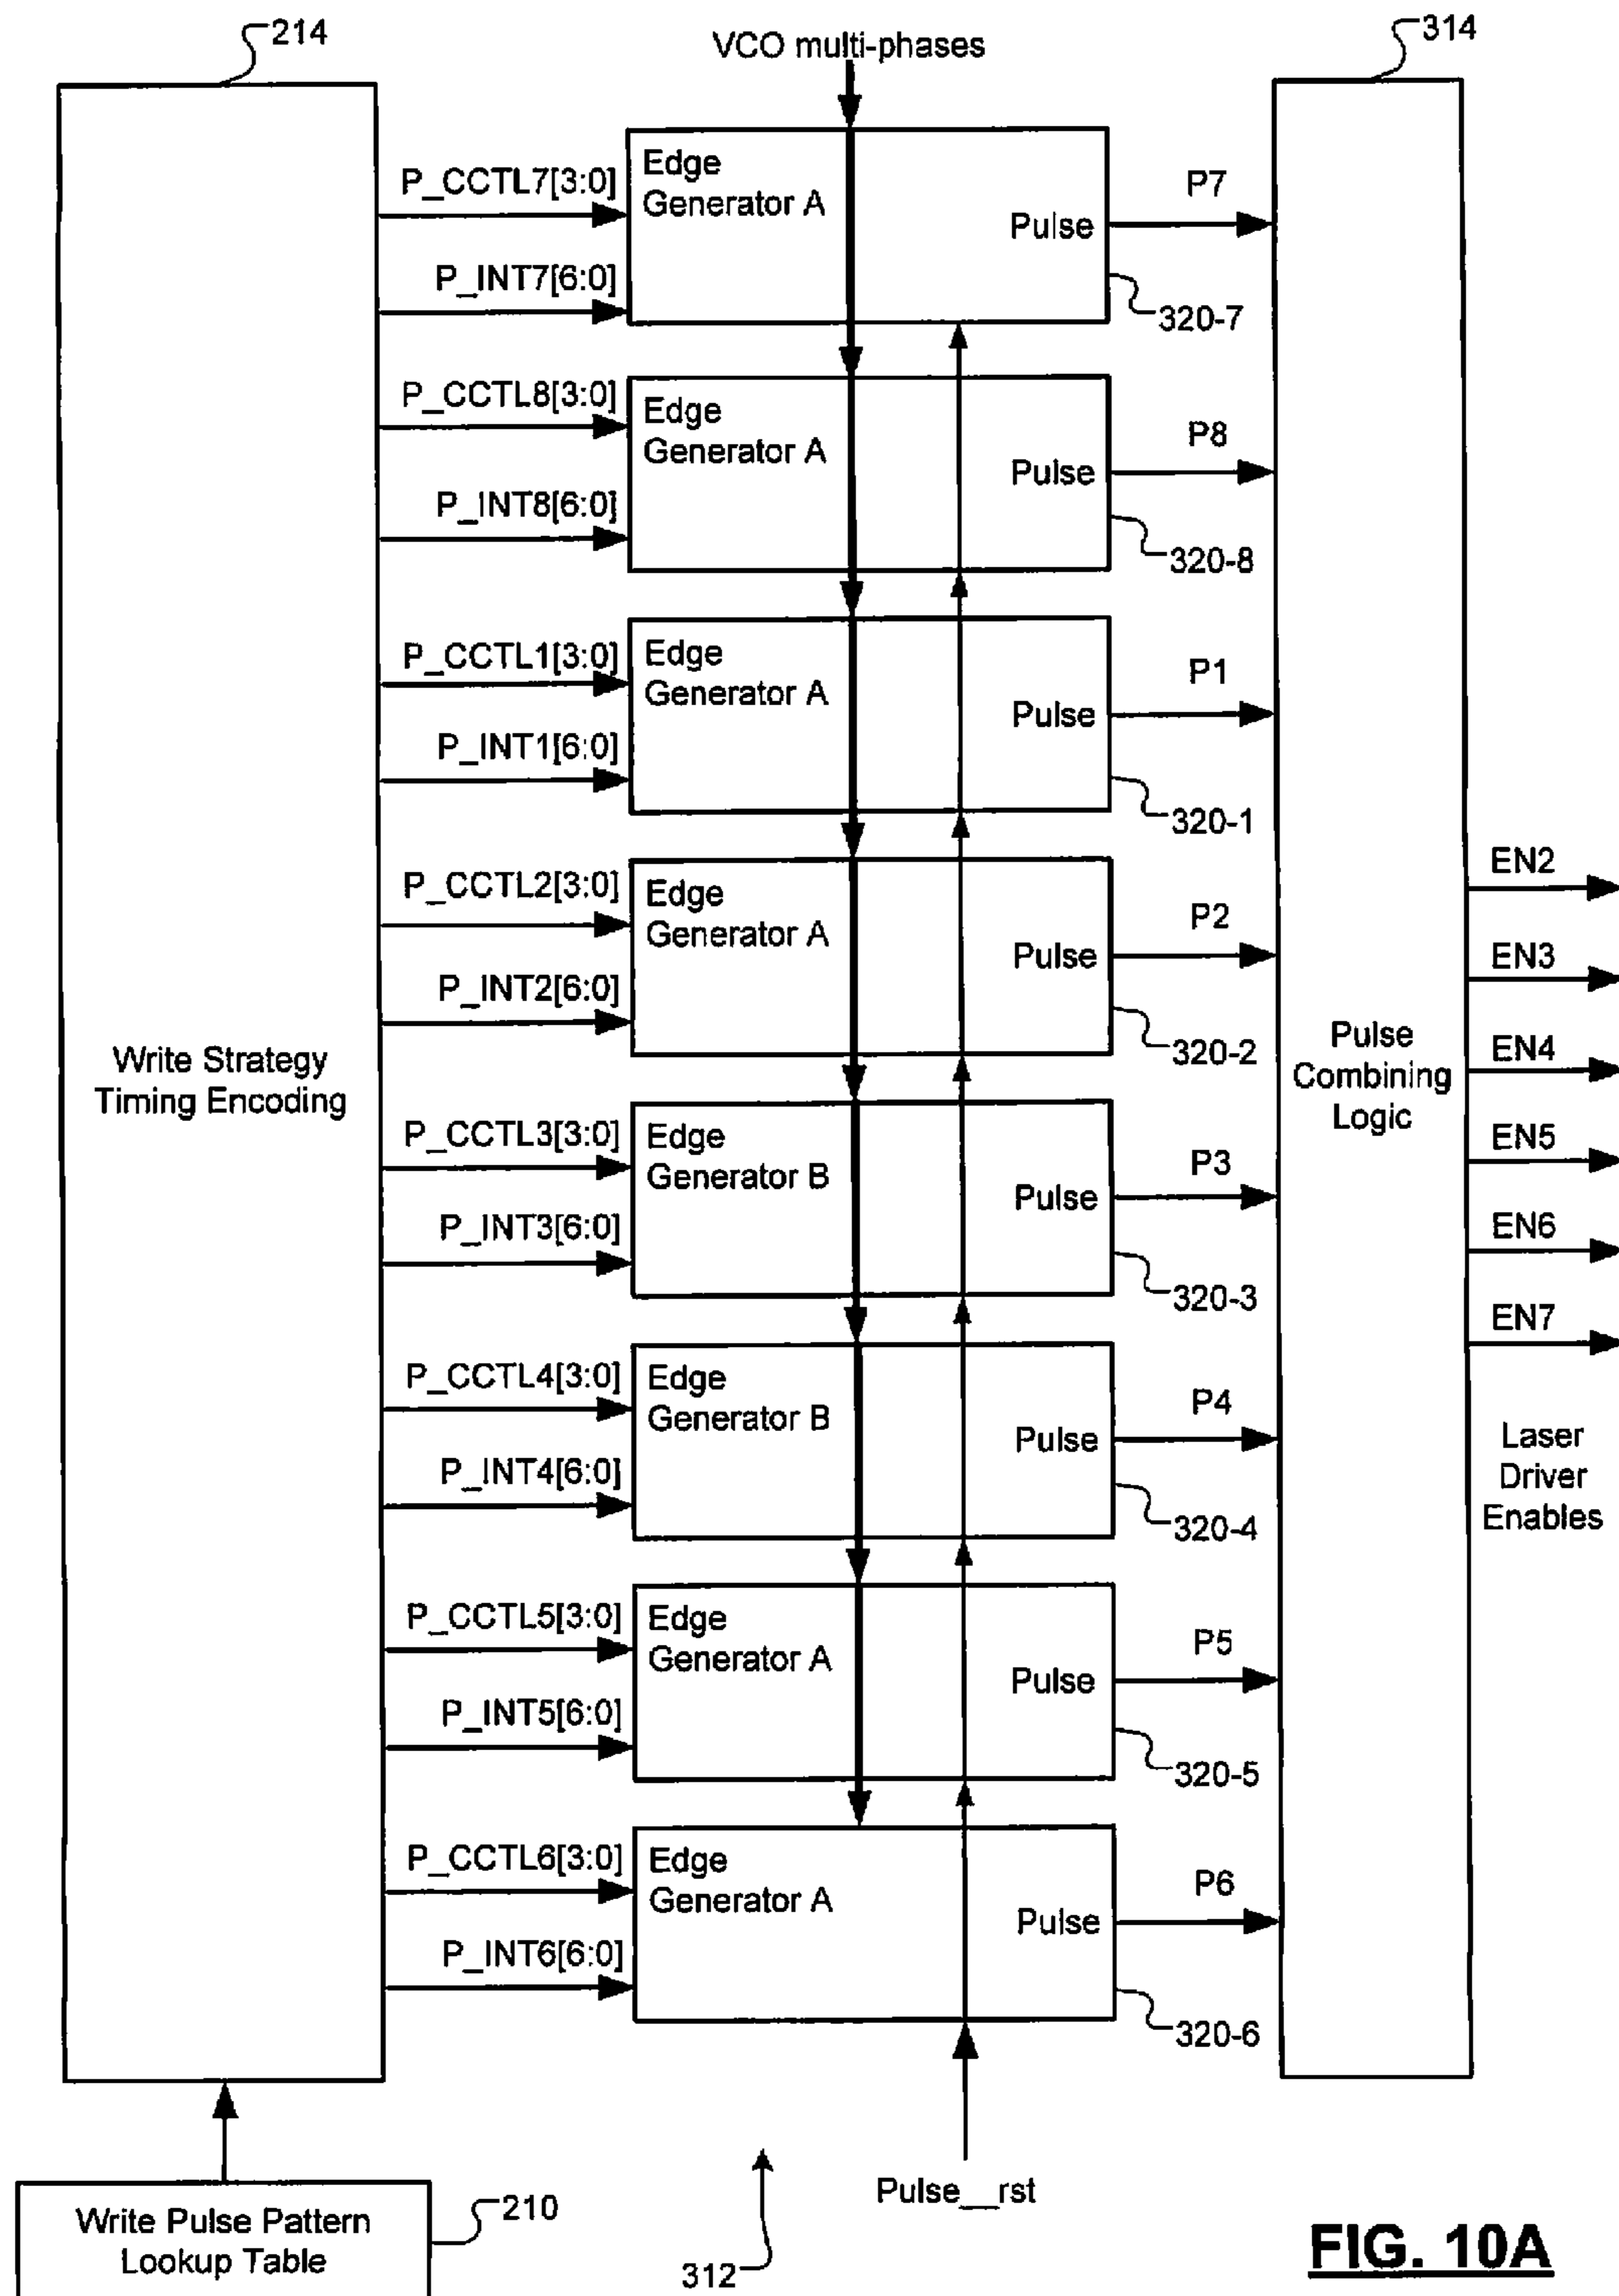 214
VCO multi-phases
314
P_CCTL7[3:0]
P_INT7[6:0]
Edge
Generator A
Pulse
P7
320-7
P_CCTL8[3:0]
P_INT8[6:0]
Edge
Generator A
Pulse
P8
320-8
P_CCTL1[3:0]
P_INT1[6:0]
Edge
Generator A
Pulse
P1
320-1
P_CCTL2[3:0]
P_INT2[6:0]
Edge
Generator A
Pulse
P2
320-2
Write Strategy
Timing Encoding
P_CCTL3[3:0]
P_INT3[6:0]
Edge
Generator B
Pulse
P3
320-3
P_CCTL4[3:0]
P_INT4[6:0]
Edge
Generator B
Pulse
P4
320-4
P_CCTL5[3:0]
P_INT5[6:0]
Edge
Generator A
Pulse
P5
320-5
P_CCTL6[3:0]
P_INT6[6:0]
Edge
Generator A
Pulse
P6
320-6
Pulse
Combining
Logic
EN2
EN3
EN4
EN5
EN6
EN7
Laser
Driver
Enables
Write Pulse Pattern
Lookup Table
210
312
Pulse__rst
FIG. 10A